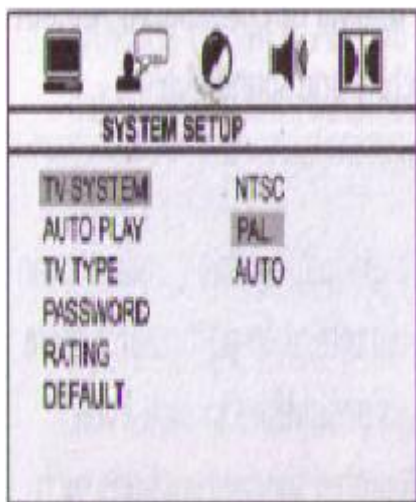 SYSTEM SETUP
TV SYSTEM NTSC
AUTO PLAY PAL
TV TYPE AUTO
PASSWORD
RATING
DEFAULT